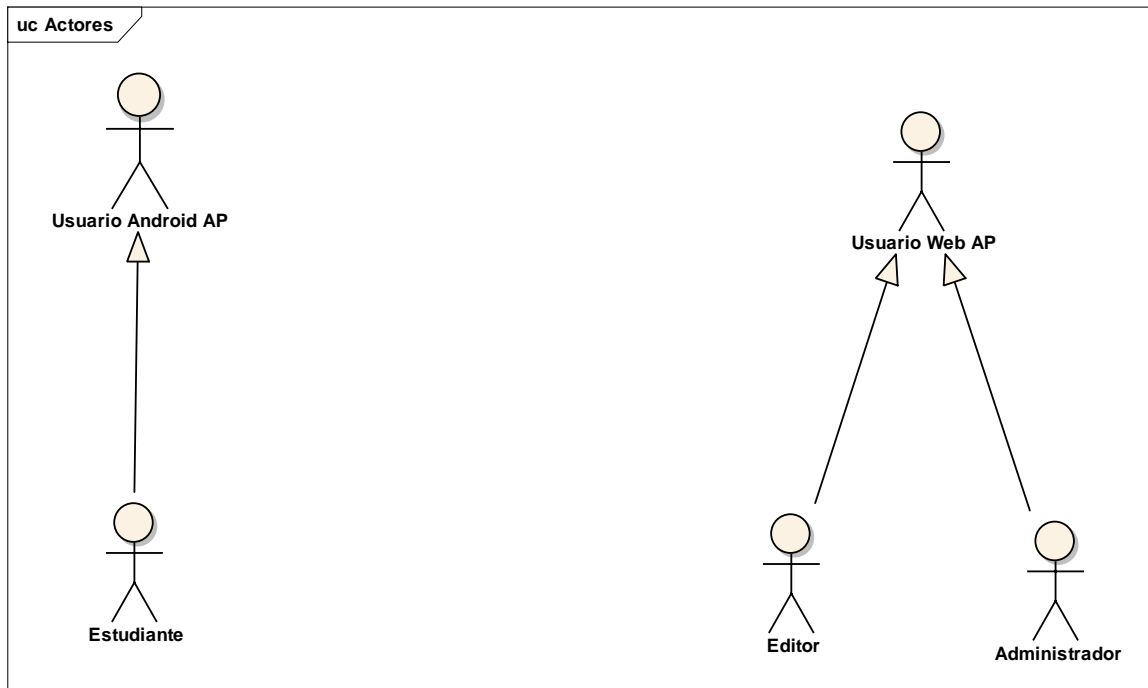 uc Actores
Usuario Android AP
Usuario Web AP
Estudiante
Editor
Administrador